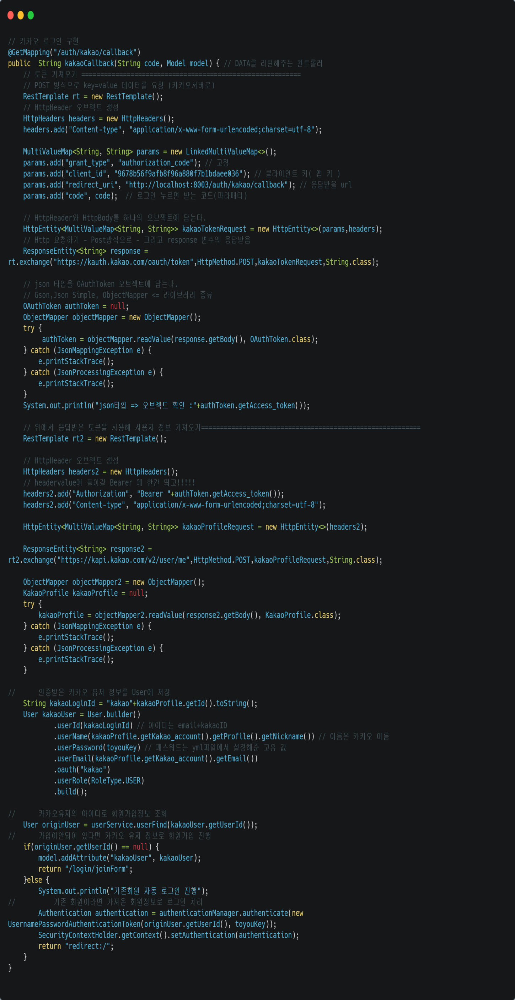 // 카카오 로그인 구현
@GetMapping("/auth/kakao/callback")
public  String kakaoCallback(String code, Model model) { // DATA를 리턴해주는 컨트롤러
    // 토큰 가져오기 ==========================================================
    // POST 방식으로 key=value 데이터를 요청 (카카오서버로)
    RestTemplate rt = new RestTemplate();
    // HttpHeader 오브젝트 생성
    HttpHeaders headers = new HttpHeaders();
    headers.add("Content-type", "application/x-www-form-urlencoded;charset=utf-8");

    MultiValueMap<String, String> params = new LinkedMultiValueMap<>();
    params.add("grant_type", "authorization_code"); // 고정
    params.add("client_id", "9678b56f9afb8f96a880f7b1bdaee036"); // 클라이언트 키( 앱 키 )
    params.add("redirect_uri", "http://localhost:8003/auth/kakao/callback"); // 응답받을 url
    params.add("code", code);  // 로그인 누르면 받는 코드(파라매터)

    // HttpHeader와 HttpBody를 하나의 오브젝트에 담는다.
    HttpEntity<MultiValueMap<String, String>> kakaoTokenRequest = new HttpEntity<>(params,headers);
    // Http 요청하기 - Post방식으로 - 그리고 response 변수의 응답받음
    ResponseEntity<String> response =
rt.exchange("https://kauth.kakao.com/oauth/token",HttpMethod.POST,kakaoTokenRequest,String.class);

    // json 타입을 OAuthToken 오브젝트에 담는다.
    // Gson,Json Simple, ObjectMapper <= 라이브러리 종류
    OAuthToken authToken = null;
    ObjectMapper objectMapper = new ObjectMapper();
    try {
         authToken = objectMapper.readValue(response.getBody(), OAuthToken.class);
    } catch (JsonMappingException e) {
        e.printStackTrace();
    } catch (JsonProcessingException e) {
        e.printStackTrace();
    }
    System.out.println("json타입 => 오브젝트 확인 :"+authToken.getAccess_token());

    // 위에서 응답받은 토큰을 사용해 사용자 정보 가져오기==========================================================
    RestTemplate rt2 = new RestTemplate();

    // HttpHeader 오브젝트 생성
    HttpHeaders headers2 = new HttpHeaders();
    // headervalue에 들어갈 Bearer 에 한칸 띄고!!!!!
    headers2.add("Authorization", "Bearer "+authToken.getAccess_token());
    headers2.add("Content-type", "application/x-www-form-urlencoded;charset=utf-8");

    HttpEntity<MultiValueMap<String, String>> kakaoProfileRequest = new HttpEntity<>(headers2);

    ResponseEntity<String> response2 =
rt2.exchange("https://kapi.kakao.com/v2/user/me",HttpMethod.POST,kakaoProfileRequest,String.class);

    ObjectMapper objectMapper2 = new ObjectMapper();
    KakaoProfile kakaoProfile = null;
    try {
        kakaoProfile = objectMapper2.readValue(response2.getBody(), KakaoProfile.class);
    } catch (JsonMappingException e) {
        e.printStackTrace();
    } catch (JsonProcessingException e) {
        e.printStackTrace();
    }

//      인증받은 카카오 유저 정보를 User에 저장
    String kakaoLoginId = "kakao"+kakaoProfile.getId().toString();
    User kakaoUser = User.builder()
            .userId(kakaoLoginId) // 아이디는 email+kakaoID
            .userName(kakaoProfile.getKakao_account().getProfile().getNickname()) // 이름은 카카오 이름
            .userPassword(toyouKey) // 패스워드는 yml파일에서 설정해준 고유 값
            .userEmail(kakaoProfile.getKakao_account().getEmail())
            .oauth("kakao")
            .userRole(RoleType.USER)
            .build();

//      카카오유저의 아이디로 회원가입정보 조회
    User originUser = userService.userFind(kakaoUser.getUserId());
//      가입이안되어 있다면 카카오 유저 정보로 회원가입 진행
    if(originUser.getUserId() == null) {
        model.addAttribute("kakaoUser", kakaoUser);
        return "/login/joinForm";
    }else {
        System.out.println("기존회원 자동 로그인 진행");
//          기존 회원이라면 가져온 회원정보로 로그인 처리
        Authentication authentication = authenticationManager.authenticate(new
UsernamePasswordAuthenticationToken(originUser.getUserId(), toyouKey));
        SecurityContextHolder.getContext().setAuthentication(authentication);
        return "redirect:/";
    }
}